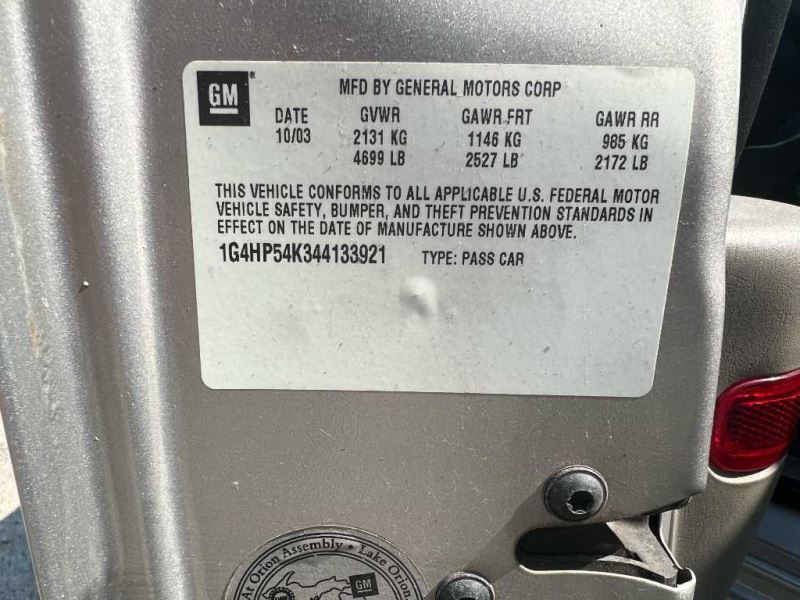 GM®
MFD BY GENERAL MOTORS CORP
DATE GVWR GAWR FRT GAWR RR
10/03 2131 KG 1146 KG 985 KG
4699 LB 2527 LB 2172 LB
THIS VEHICLE CONFORMS TO ALL APPLICABLE U.S. FEDERAL MOTOR
VEHICLE SAFETY, BUMPER, AND THEFT PREVENTION STANDARDS IN
EFFECT ON THE DATE OF MANUFACTURE SHOWN ABOVE.
1G4HP54K344133921 TYPE: PASS CAR
At Orion Assembly • Lake Orion,
GM